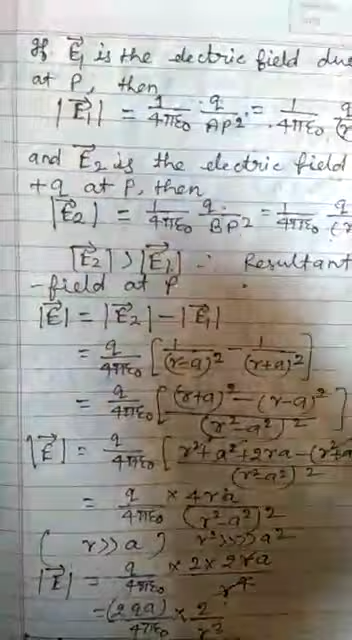 If E⃗₁ is the electric field due
at P, then
|E⃗₁| = 1/4πε₀ · q/AP² = 1/4πε₀ q/(r
and E⃗₂ is the electric field
+q at P, then
|E⃗₂| = 1/4πε₀ q/BP² = 1/4πε₀ q/(r
|E⃗₂| > |E⃗₁| ∴ Resultant
-field at P
|E⃗| = |E⃗₂| - |E⃗₁|
= q/4πε₀ [1/(r-a)² - 1/(r+a)²]
= q/4πε₀ [(r+a)² - (r-a)²/(r²-a²)²]
|E⃗| = q/4πε₀ [r²+a²+2ra-(r²+a/(r²-a²)²
= q/4πε₀ × 4ra/(r²-a²)²
(r>>a) r²>>>>a²
|E⃗| = q/4πε₀ × 2×2ra/r⁴
= (2qa)/4πε₀ × 2/r³